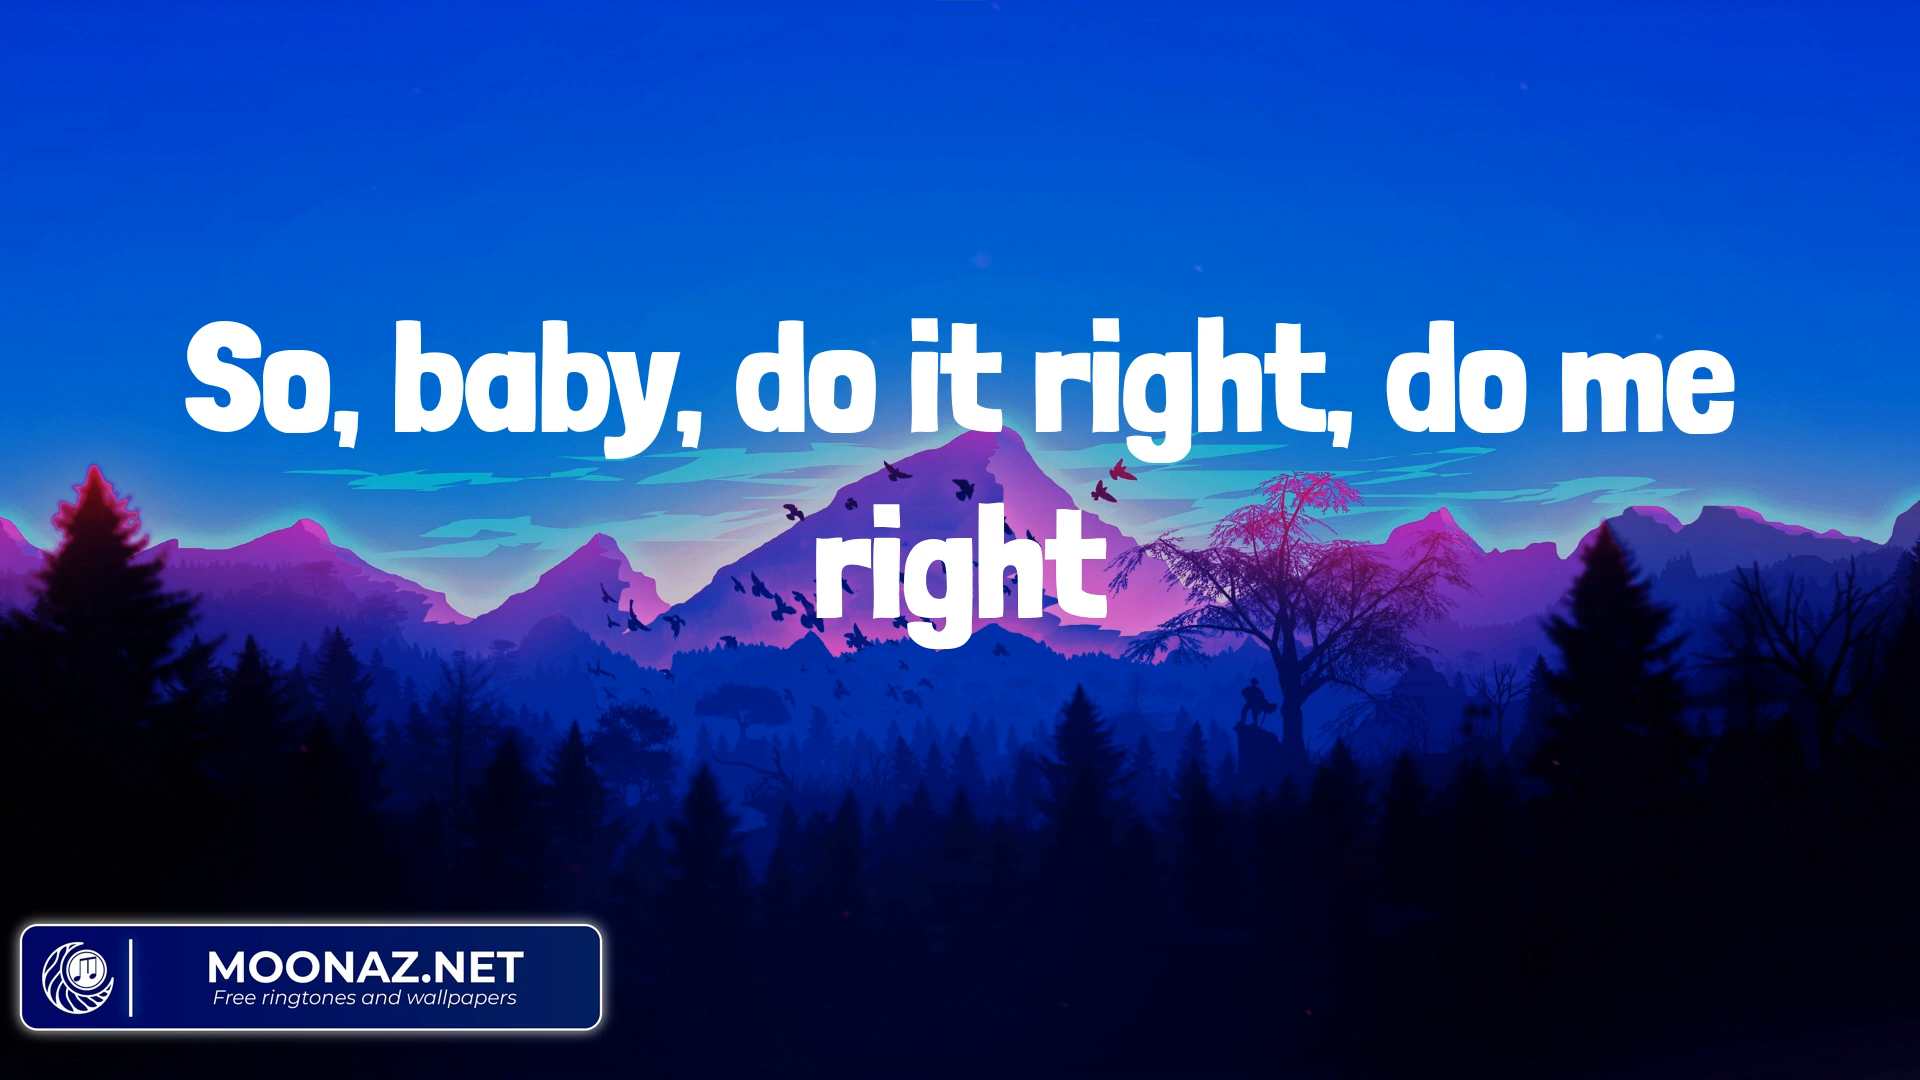 So, baby, do it right, do me
right
MOONAZ.NET
Free ringtones and wallpapers